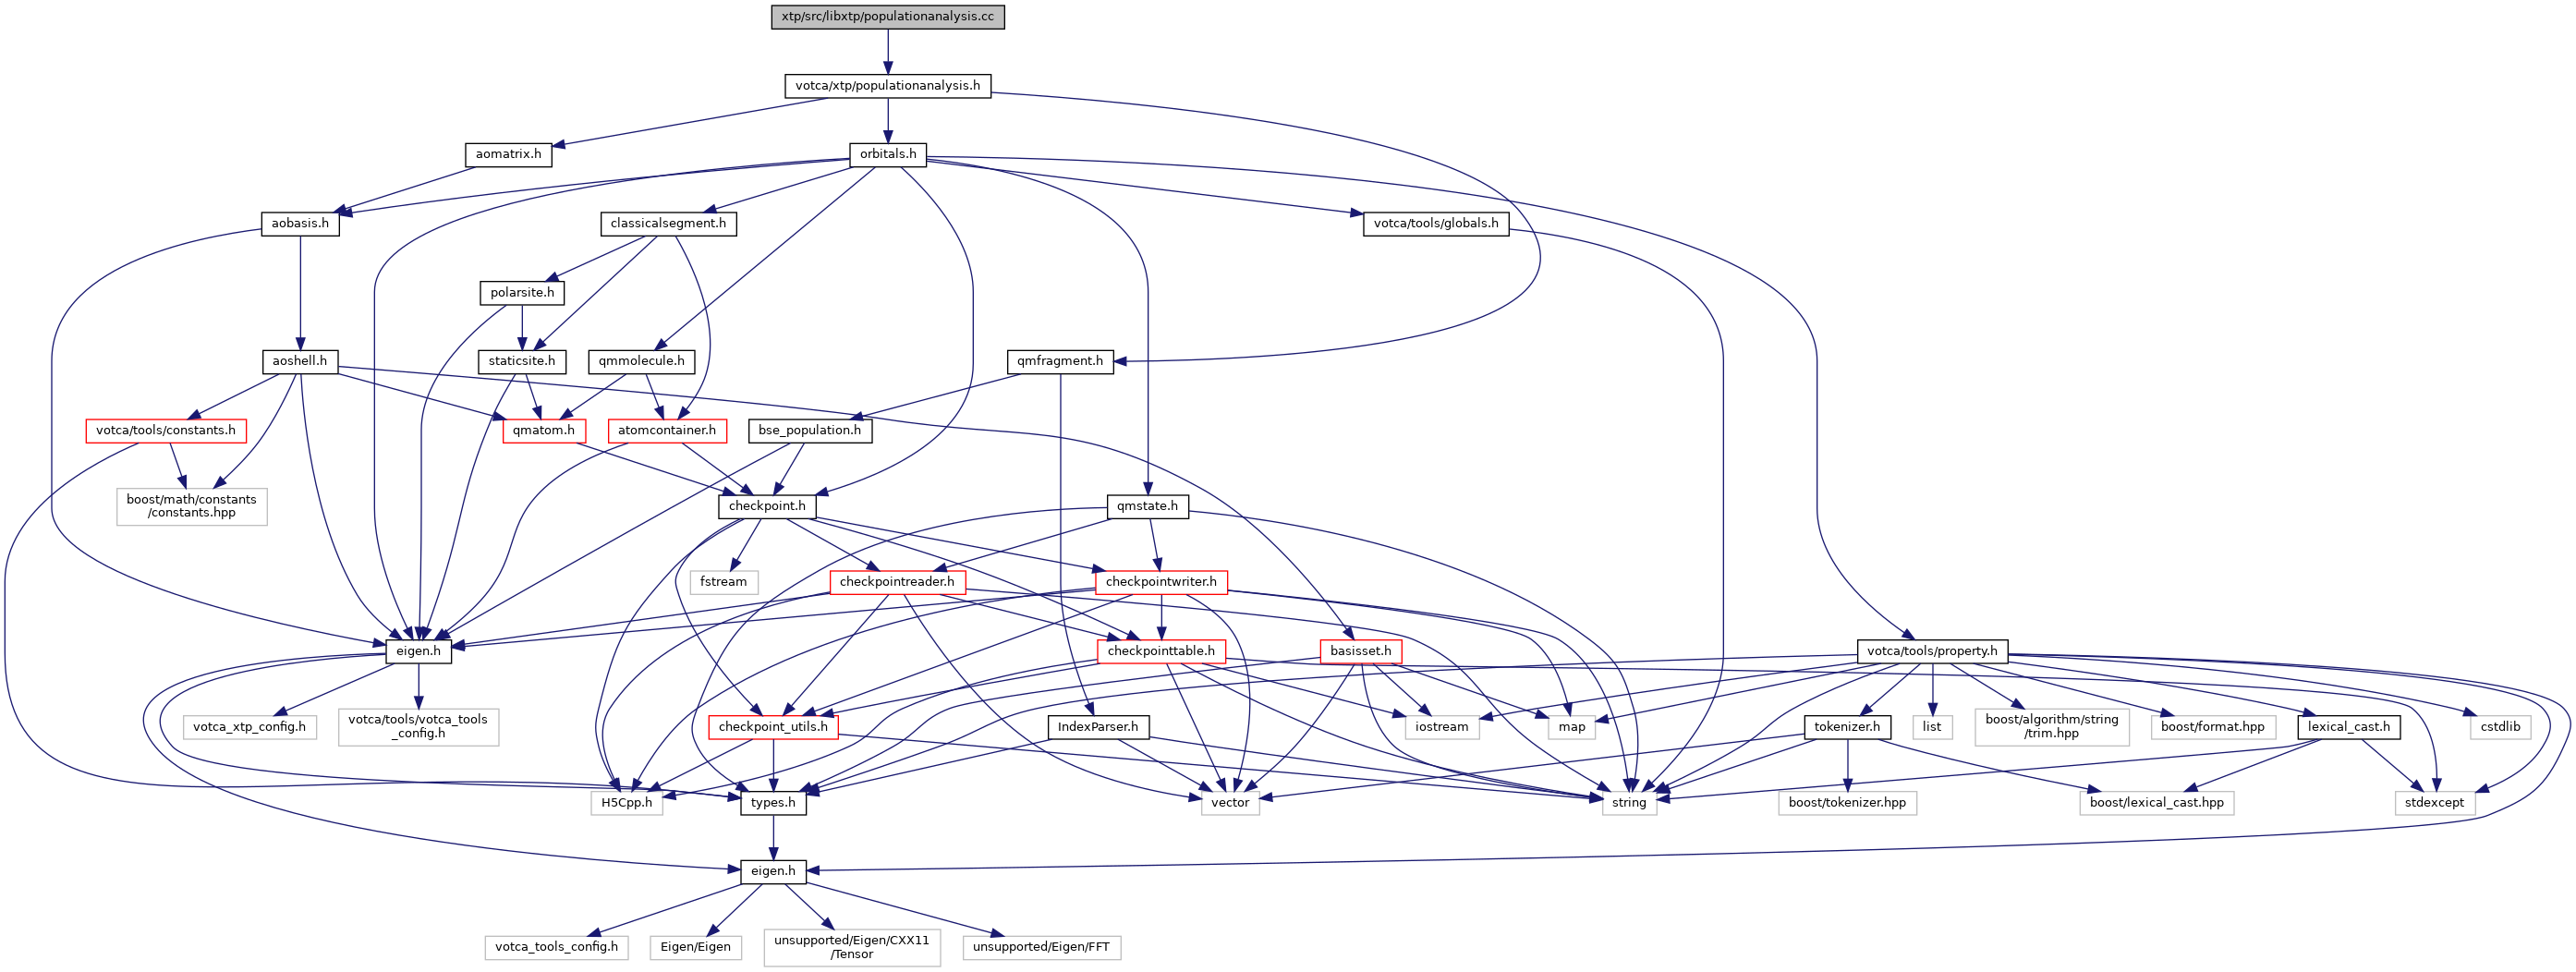 xtp/src/libxtp/populationanalysis.cc
votca/xtp/populationanalysis.h
aomatrix.h
orbitals.h
aobasis.h
classicalsegment.h
votca/tools/globals.h
polarsite.h
aoshell.h
staticsite.h
qmmolecule.h
qmfragment.h
votca/tools/constants.h
qmatom.h
atomcontainer.h
bse_population.h
boost/math/constants
/constants.hpp
checkpoint.h
qmstate.h
fstream
checkpointreader.h
checkpointwriter.h
eigen.h
checkpointtable.h
basisset.h
votca/tools/property.h
votca_xtp_config.h
votca/tools/votca_tools
_config.h
checkpoint_utils.h
IndexParser.h
iostream
map
tokenizer.h
list
boost/algorithm/string
/trim.hpp
boost/format.hpp
lexical_cast.h
cstdlib
H5Cpp.h
types.h
vector
string
boost/tokenizer.hpp
boost/lexical_cast.hpp
stdexcept
eigen.h
votca_tools_config.h
Eigen/Eigen
unsupported/Eigen/CXX11
/Tensor
unsupported/Eigen/FFT